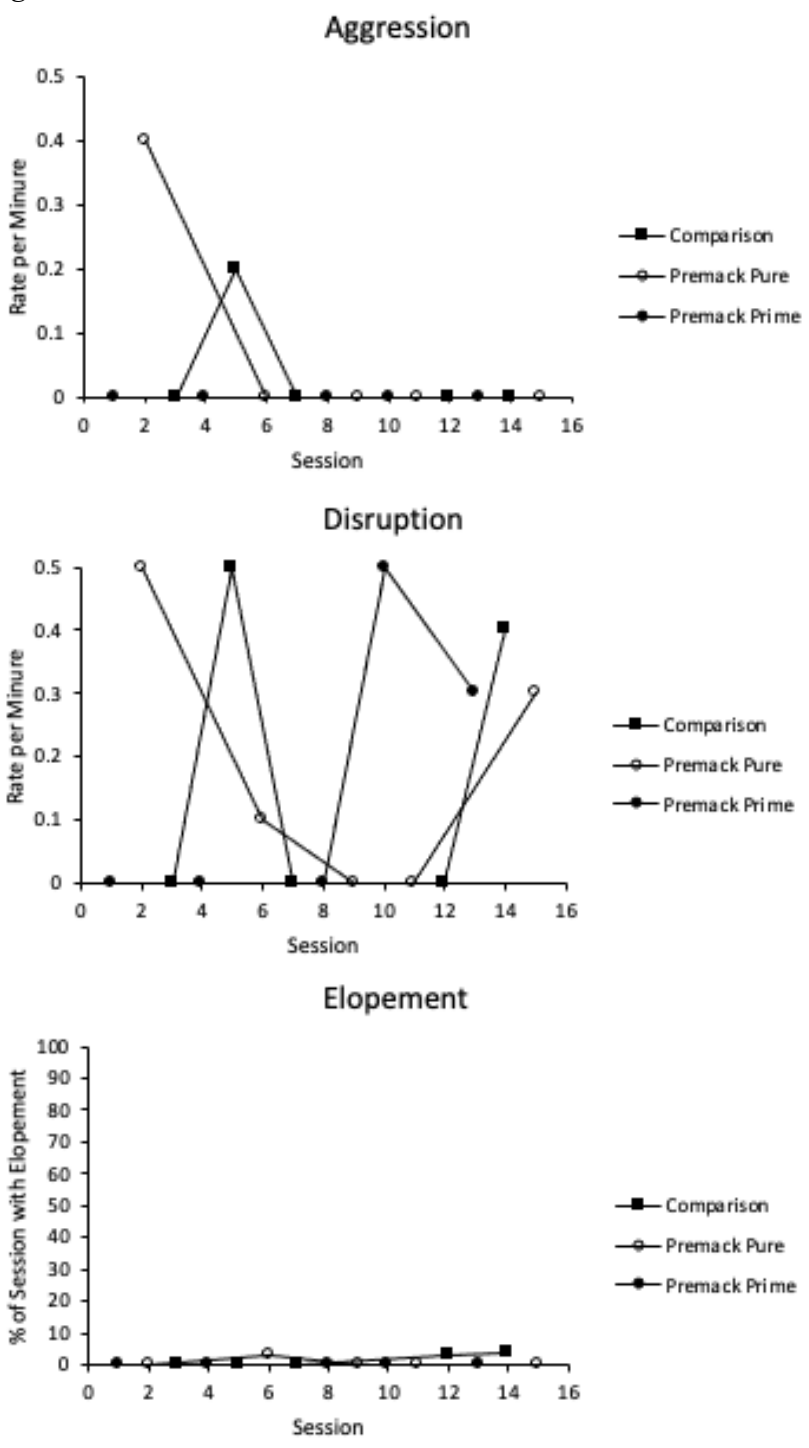 Aggression
0.5
0.4
0.3
0.2
0.1
0
Rate per Minure
0 2 4 6 8 10 12 14 16
Session
Comparison
Premack Pure
Premack Prime
Disruption
0.5
0.4
0.3
0.2
0.1
0
Rate per Minure
0 2 4 6 8 10 12 14 16
Session
Comparison
Premack Pure
Premack Prime
Elopement
100
90
80
70
60
50
40
30
20
10
0
% of Session with Elopement
0 2 4 6 8 10 12 14 16
Session
Comparison
Premack Pure
Premack Prime